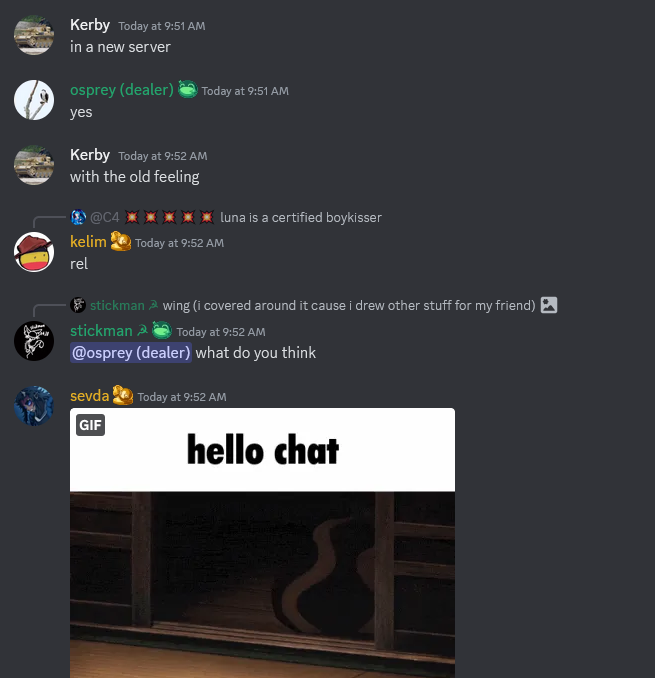 Kerby Today at 9:51 AM
in a new server
osprey (dealer) Today at 9:51 AM
yes
Kerby Today at 9:52 AM
with the old feeling
@C4 💥💥💥💥💥 luna is a certified boykisser
kelim Today at 9:52 AM
rel
stickman ☭ wing (i covered around it cause i drew other stuff for my friend)
stickman ☭ Today at 9:52 AM
@osprey (dealer) what do you think
sevda Today at 9:52 AM
GIF
hello chat